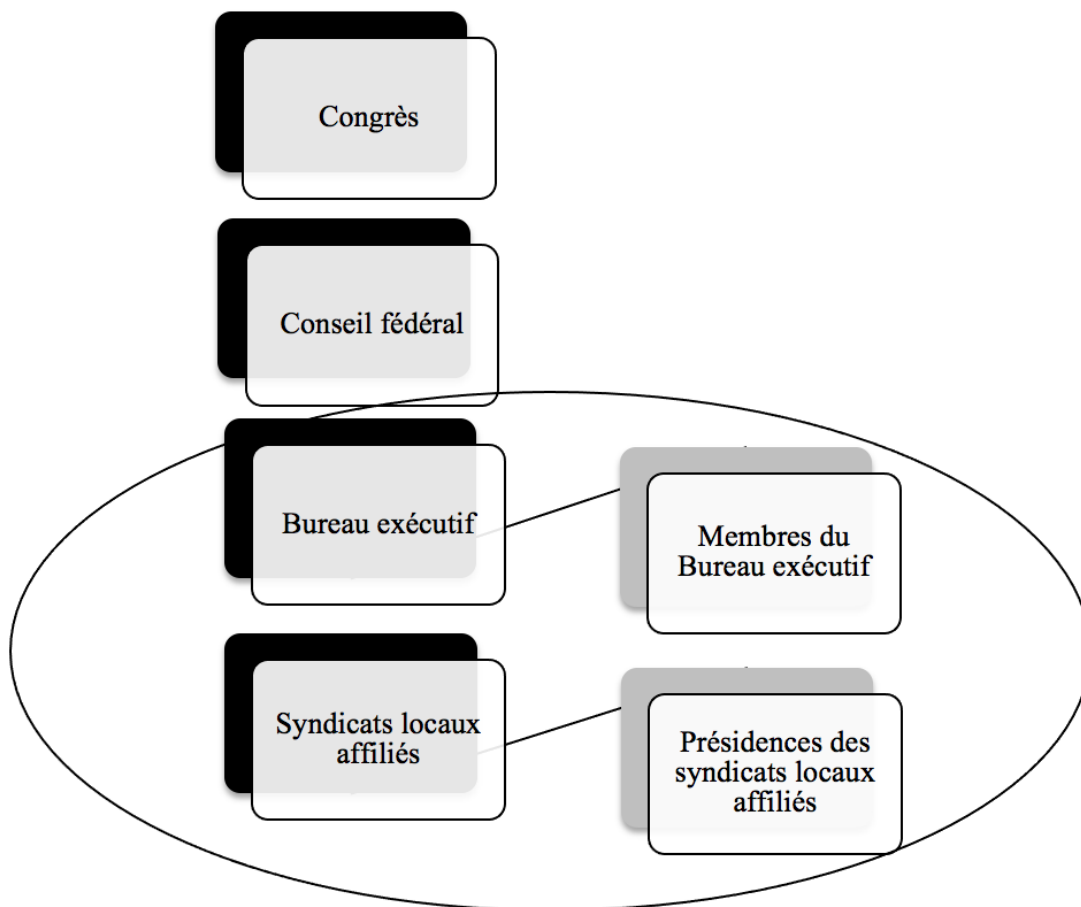 Congrès
Conseil fédéral
Bureau exécutif
Membres du
Bureau exécutif
Syndicats locaux
affiliés
Présidences des
syndicats locaux
affiliés